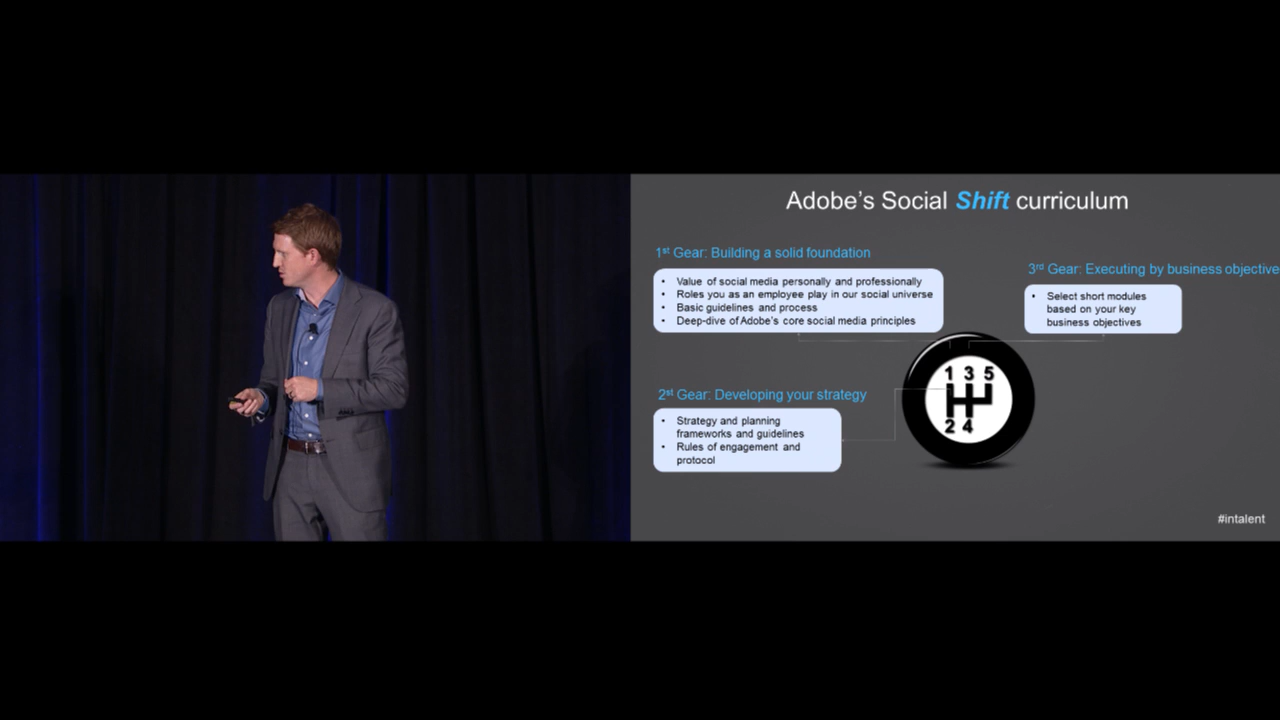 Adobe's Social Shift curriculum
1st Gear: Building a solid foundation
• Value of social media personally and professionally
• Roles you as an employee play in our social universe
• Basic guidelines and process
• Deep-dive of Adobe's core social media principles
3rd Gear: Executing by business objective
• Select short modules
based on your key
business objectives
1 3 5
2 4
2st Gear: Developing your strategy
• Strategy and planning
frameworks and guidelines
• Rules of engagement and
protocol
#intalent